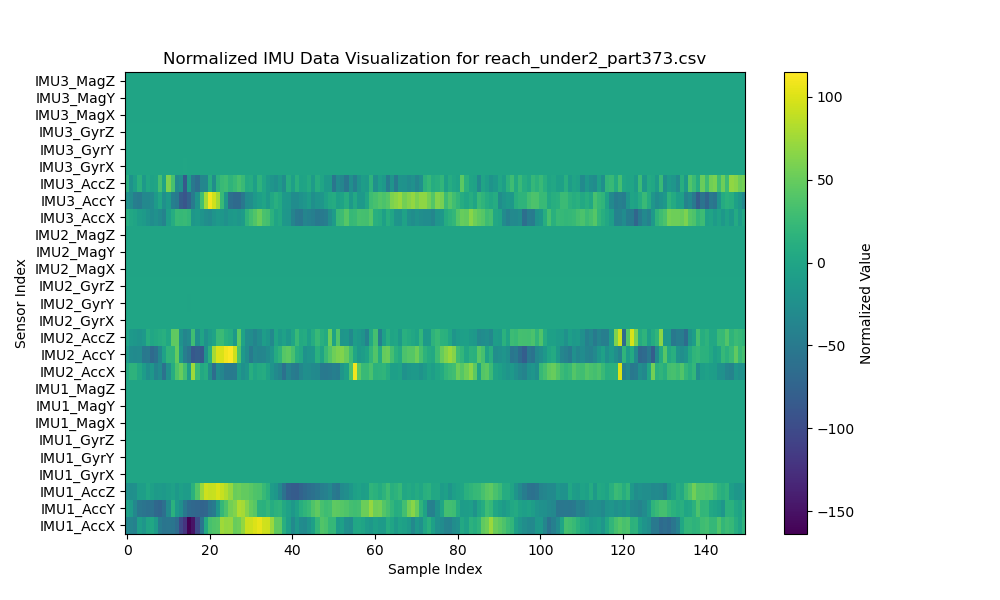 Normalized IMU Data Visualization for reach_under2_part373.csv
IMU3_MagZ
IMU3_MagY
IMU3_MagX
IMU3_GyrZ
IMU3_GyrY
IMU3_GyrX
IMU3_AccZ
IMU3_AccY
IMU3_AccX
IMU2_MagZ
IMU2_MagY
IMU2_MagX
IMU2_GyrZ
IMU2_GyrY
IMU2_GyrX
IMU2_AccZ
IMU2_AccY
IMU2_AccX
IMU1_MagZ
IMU1_MagY
IMU1_MagX
IMU1_GyrZ
IMU1_GyrY
IMU1_GyrX
IMU1_AccZ
IMU1_AccY
IMU1_AccX
Sensor Index
0 20 40 60 80 100 120 140
Sample Index
100
50
0
−50
−100
−150
Normalized Value